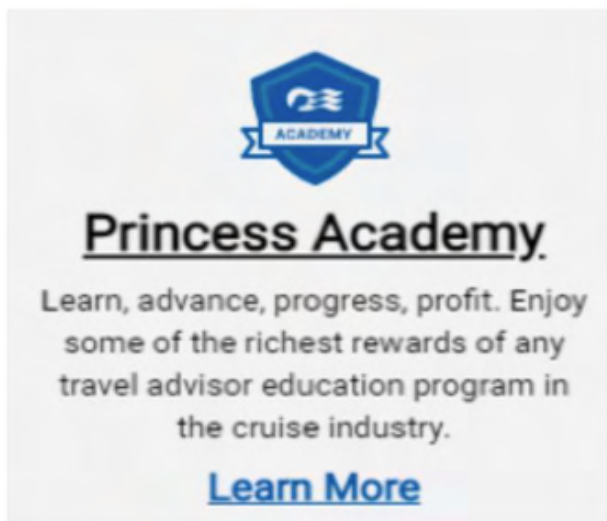 ACADEMY
Princess Academy
Learn, advance, progress, profit. Enjoy
some of the richest rewards of any
travel advisor education program in
the cruise industry.
Learn More